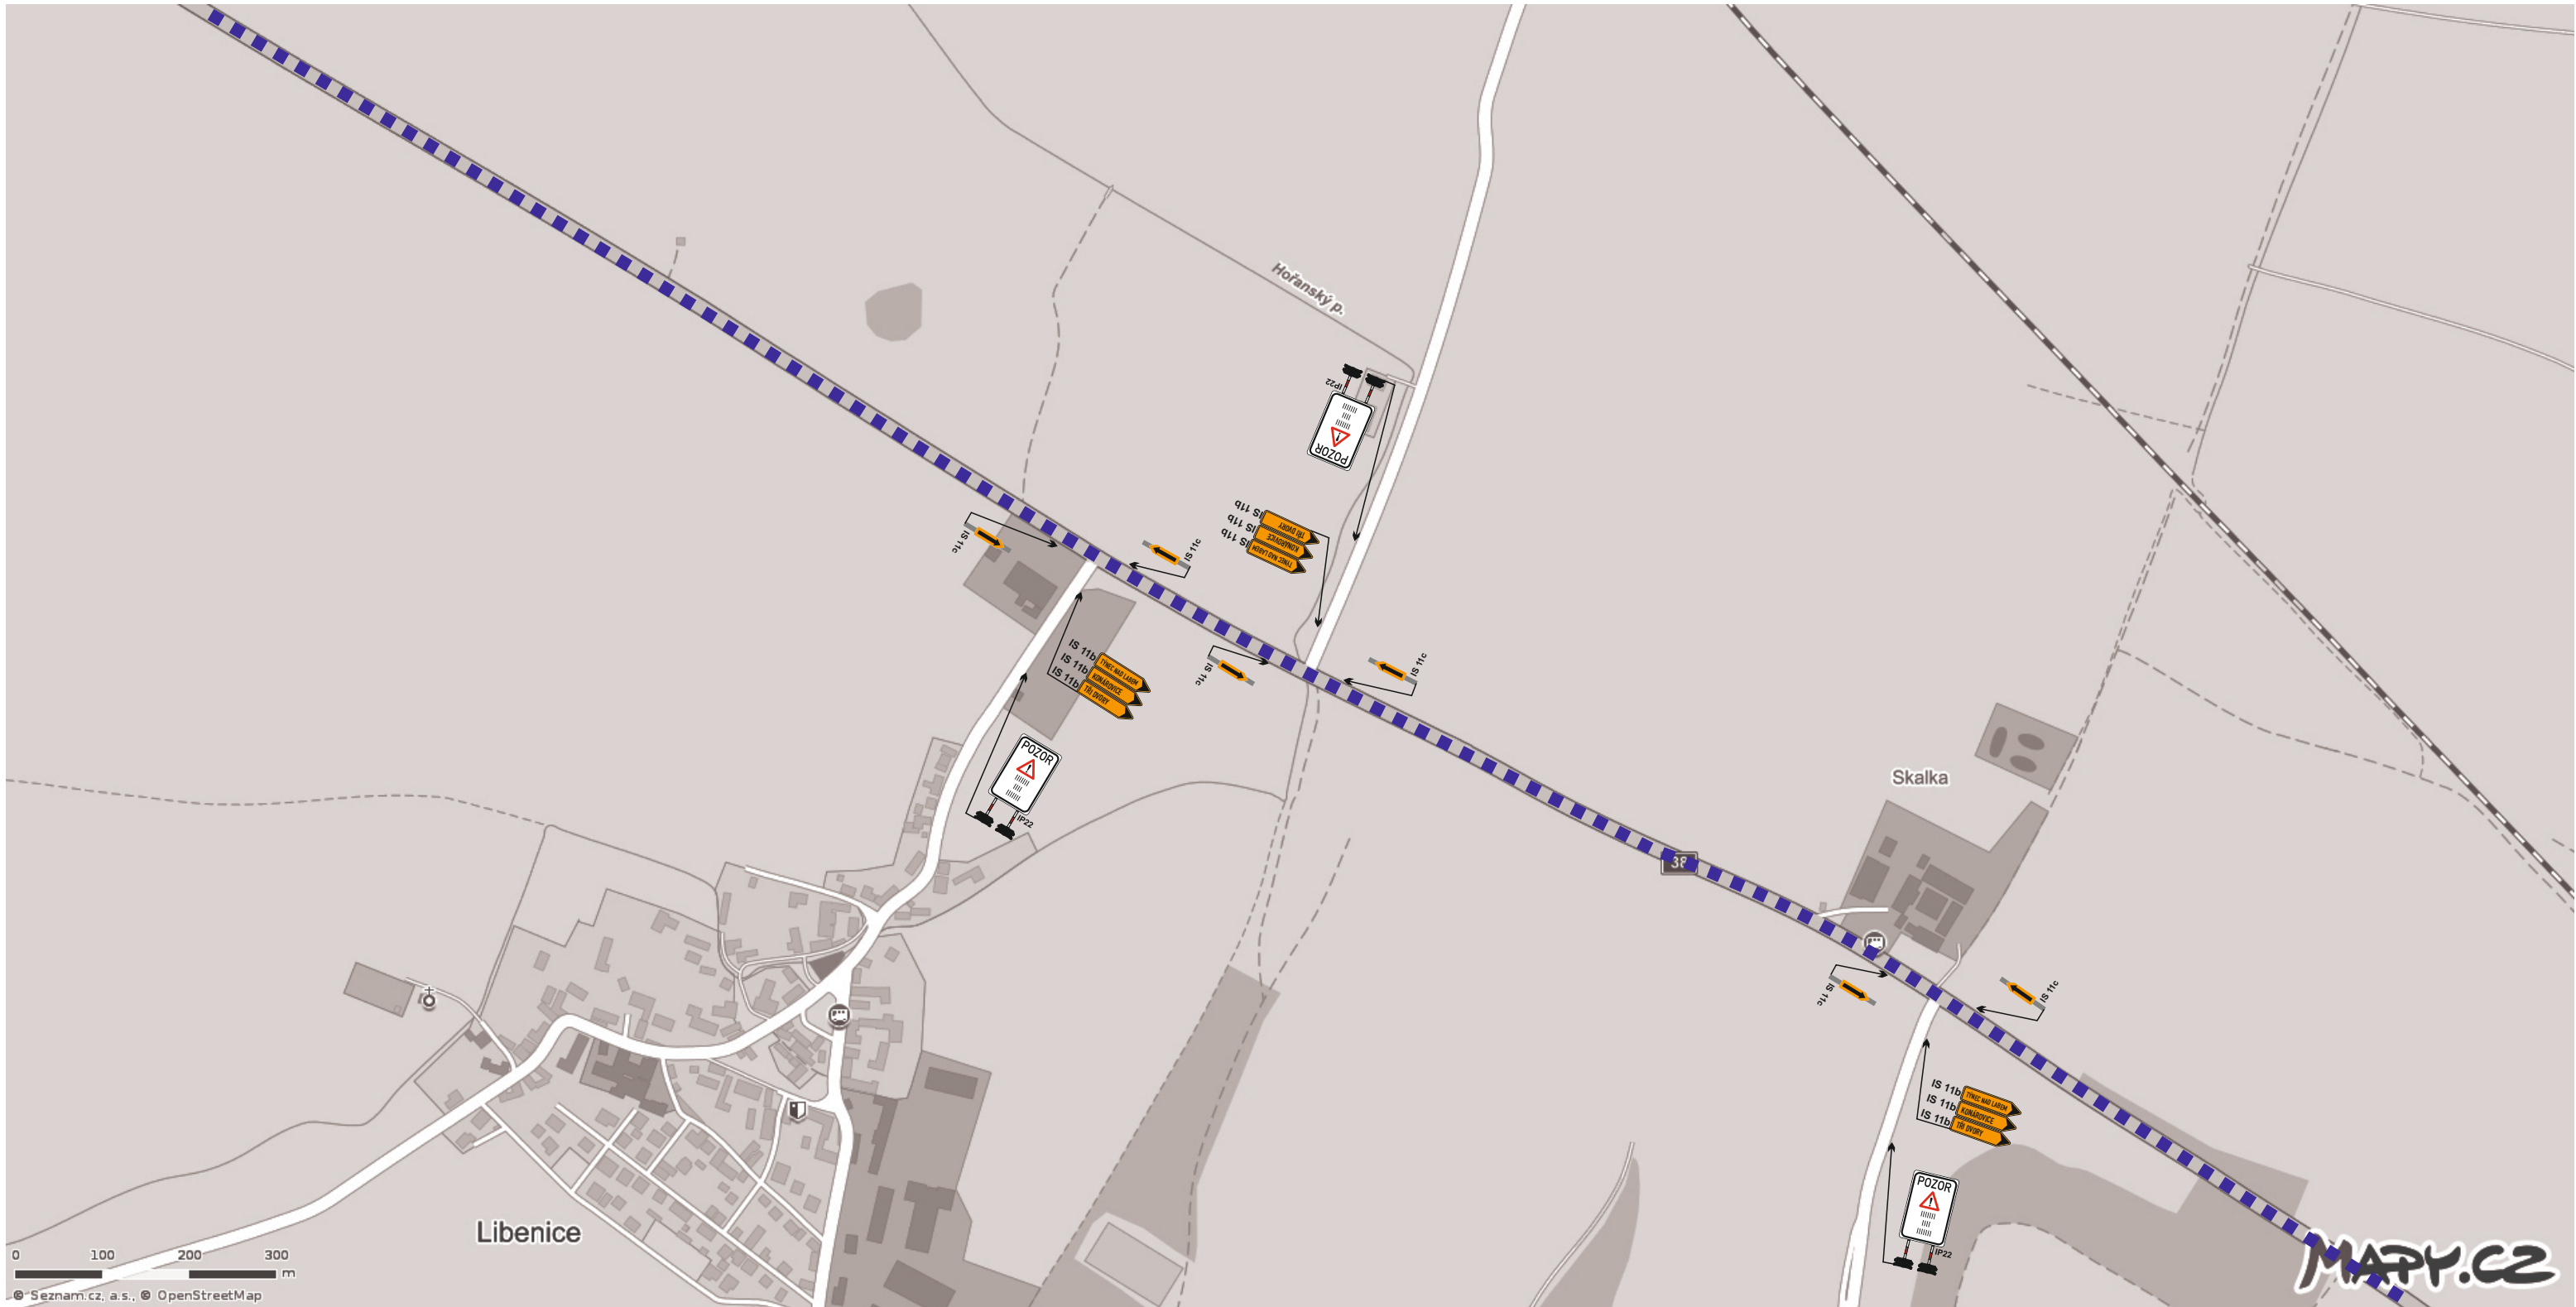 Hořanský p.
IP22
POZOR
IS 11b
IS 11b
IS 11b
TŘI DVORY
KONÁROVICE
TÝNEC NAD LABEM
IS 11c
IS 11c
IS 11b
IS 11b
IS 11b
TÝNEC NAD LABEM
KONÁROVICE
TŘI DVORY
IS 11c
IS 11c
POZOR
IP22
Skalka
38
IS 11c
IS 11c
IS 11b
IS 11b
IS 11b
TÝNEC NAD LABEM
KONÁROVICE
TŘI DVORY
POZOR
IP22
Libenice
0 100 200 300
m
© Seznam.cz, a.s., © OpenStreetMap
MAPY.CZ